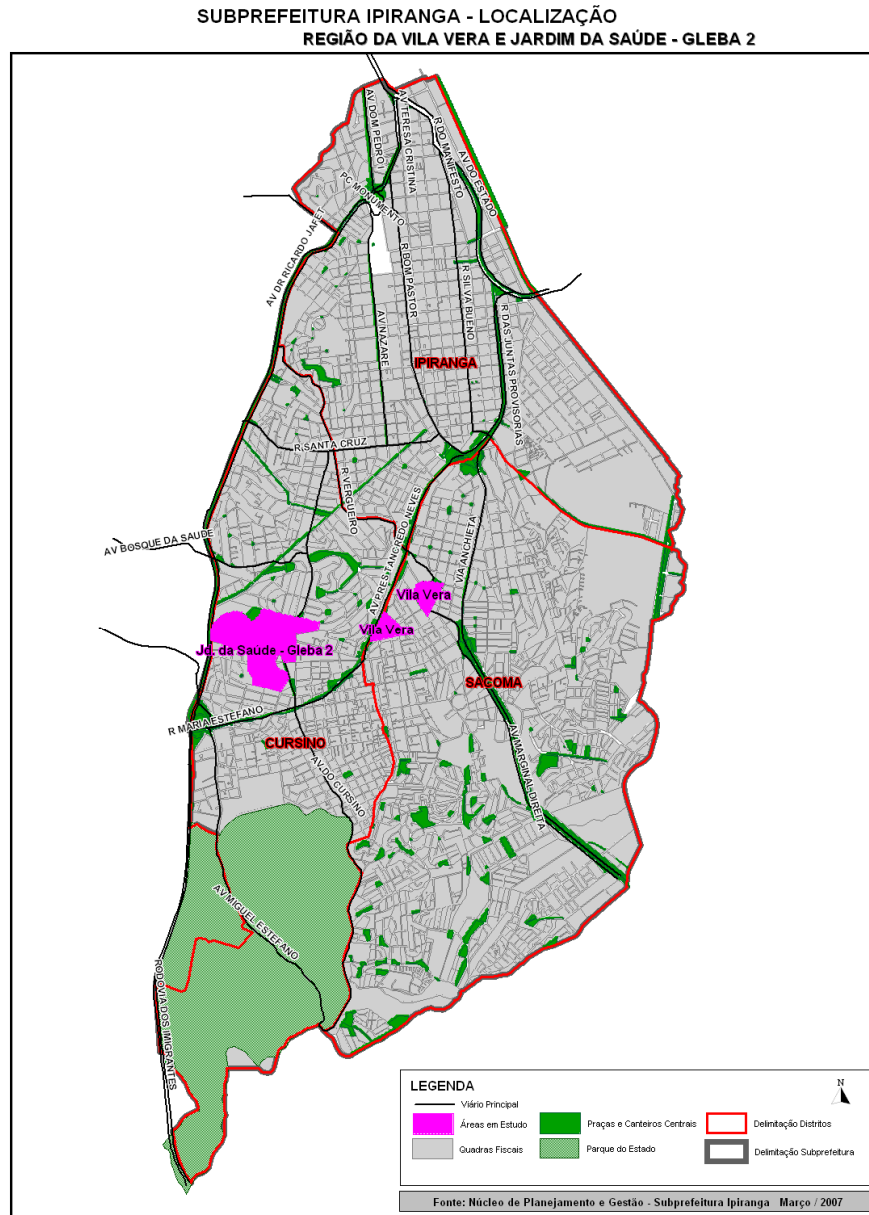 SUBPREFEITURA IPIRANGA - LOCALIZAÇÃO
REGIÃO DA VILA VERA E JARDIM DA SAÚDE - GLEBA 2
AV DOM PEDRO I
AV TERESA CRISTINA
R DO MANIFESTO
AV DO ESTADO
PC MONUMENTO
AV DR RICARDO JAFET
R BOM PASTOR
R SILVA BUENO
AV NAZARE
R DAS JUNTAS PROVISORIAS
IPIRANGA
R SANTA CRUZ
R VERGUEIRO
AV PRES TANCREDO NEVES
VIA ANCHIETA
AV BOSQUE DA SAUDE
Vila Vera
Vila Vera
Jd. da Saúde - Gleba 2
SACOMA
R MARIA ESTEFANO
CURSINO
AV DO CURSINO
AV MARGINAL DIREITA
AV MIGUEL ESTEFANO
RODOVIA DOS IMIGRANTES
LEGENDA
N
Viário Principal
Áreas em Estudo
Praças e Canteiros Centrais
Delimitação Distritos
Quadras Fiscais
Parque do Estado
Delimitação Subprefeitura
Fonte: Núcleo de Planejamento e Gestão - Subprefeitura Ipiranga Março / 2007